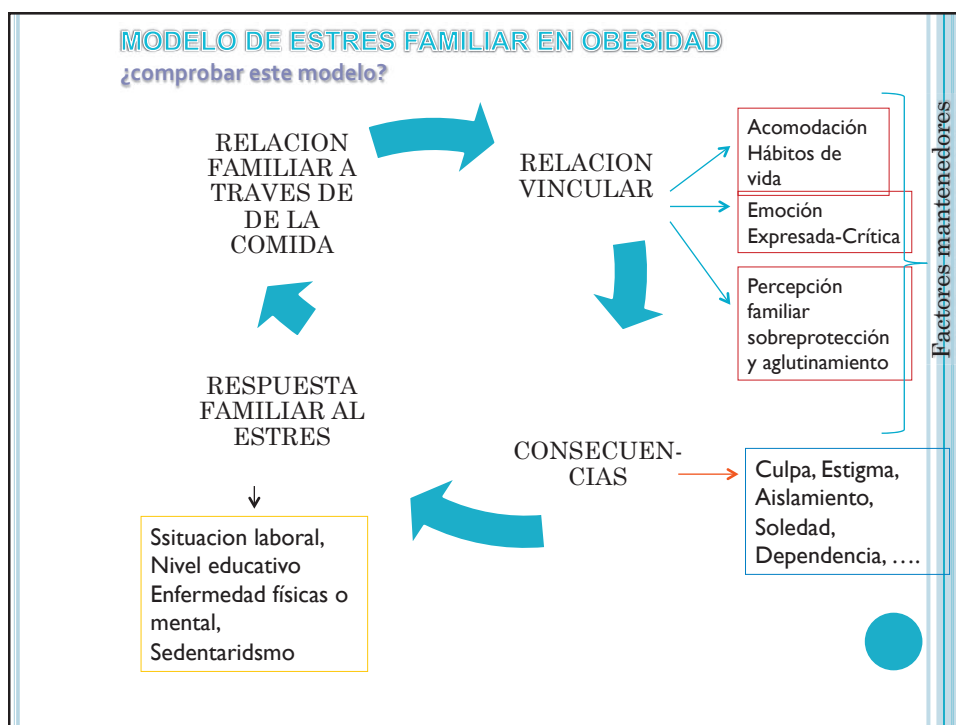 MODELO DE ESTRES FAMILIAR EN OBESIDAD
¿comprobar este modelo?
RELACION
FAMILIAR A
TRAVES DE
DE LA
COMIDA
RELACION
VINCULAR
Acomodación
Hábitos de
vida
Emoción
Expresada-Crítica
Percepción
familiar
sobreprotección
y aglutinamiento
Factores mantenedores
RESPUESTA
FAMILIAR AL
ESTRES
CONSECUEN-
CIAS
Culpa, Estigma,
Aislamiento,
Soledad,
Dependencia, ….
Ssituacion laboral,
Nivel educativo
Enfermedad físicas o
mental,
Sedentaridsmo